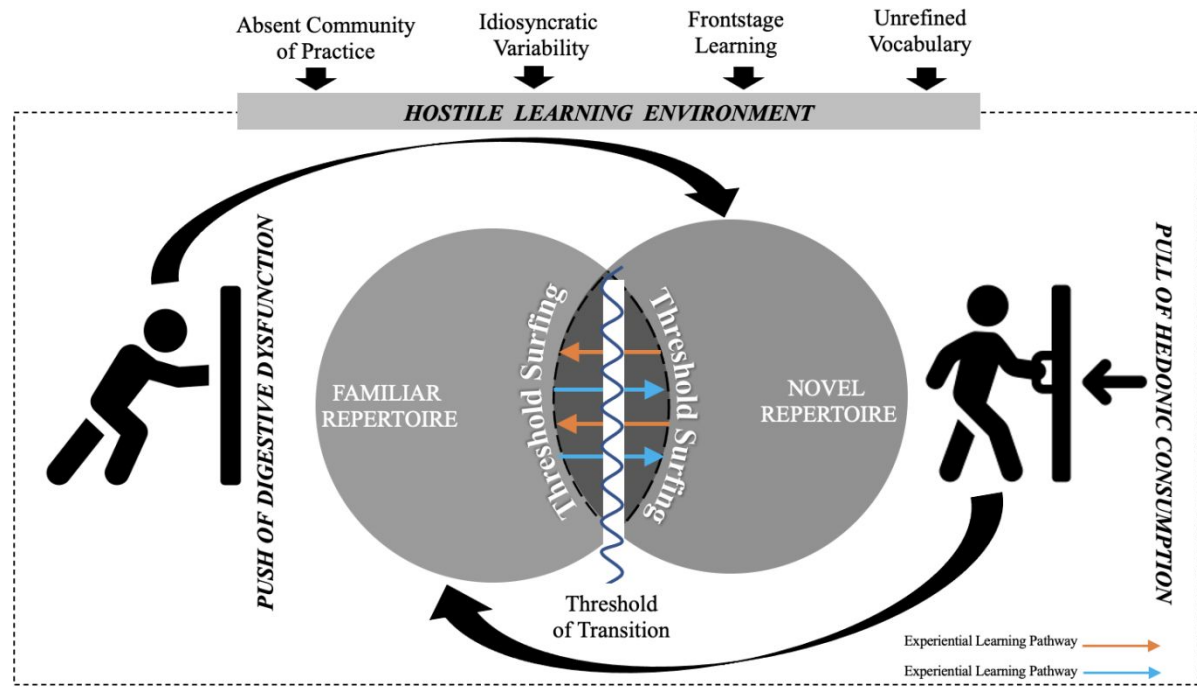 Absent Community
of Practice
Idiosyncratic
Variability
Frontstage
Learning
Unrefined
Vocabulary
HOSTILE LEARNING ENVIRONMENT
PUSH OF DIGESTIVE DYSFUNCTION
FAMILIAR
REPERTOIRE
Threshold Surfing
Threshold Surfing
NOVEL
REPERTOIRE
PULL OF HEDONIC CONSUMPTION
Threshold
of Transition
Experiential Learning Pathway
Experiential Learning Pathway